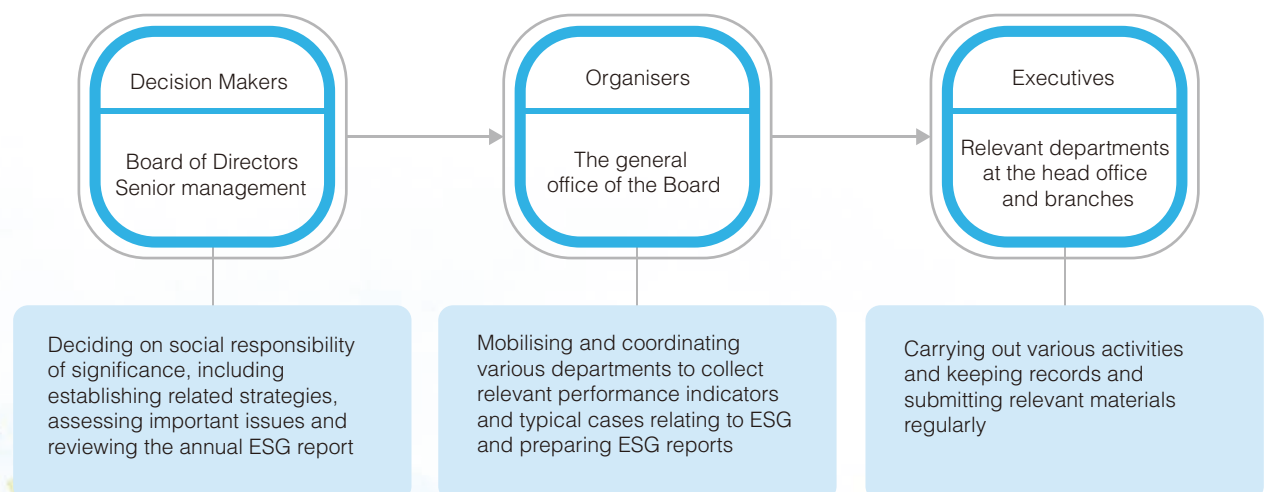 Decision Makers
Board of Directors
Senior management
Organisers
The general
office of the Board
Executives
Relevant departments
at the head office
and branches
Deciding on social responsibility
of significance, including
establishing related strategies,
assessing important issues and
reviewing the annual ESG report
Mobilising and coordinating
various departments to collect
relevant performance indicators
and typical cases relating to ESG
and preparing ESG reports
Carrying out various activities
and keeping records and
submitting relevant materials
regularly